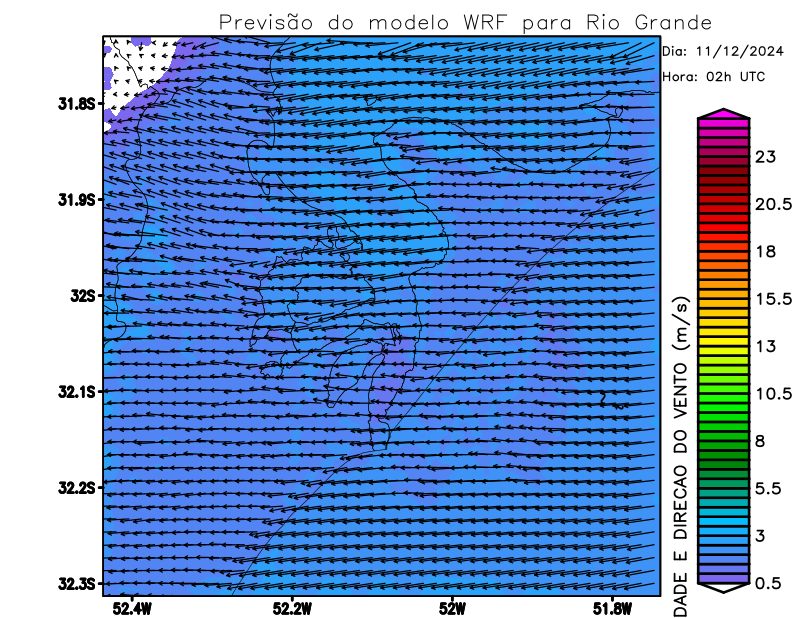 Previsão do modelo WRF para Rio Grande
Dia: 11/12/2024
Hora: 02h UTC
31.8S
31.9S
32S
32.1S
32.2S
32.3S
52.4W
52.2W
52W
51.8W
23
20.5
18
15.5
13
10.5
8
5.5
3
0.5
DADE E DIRECAO DO VENTO (m/s)